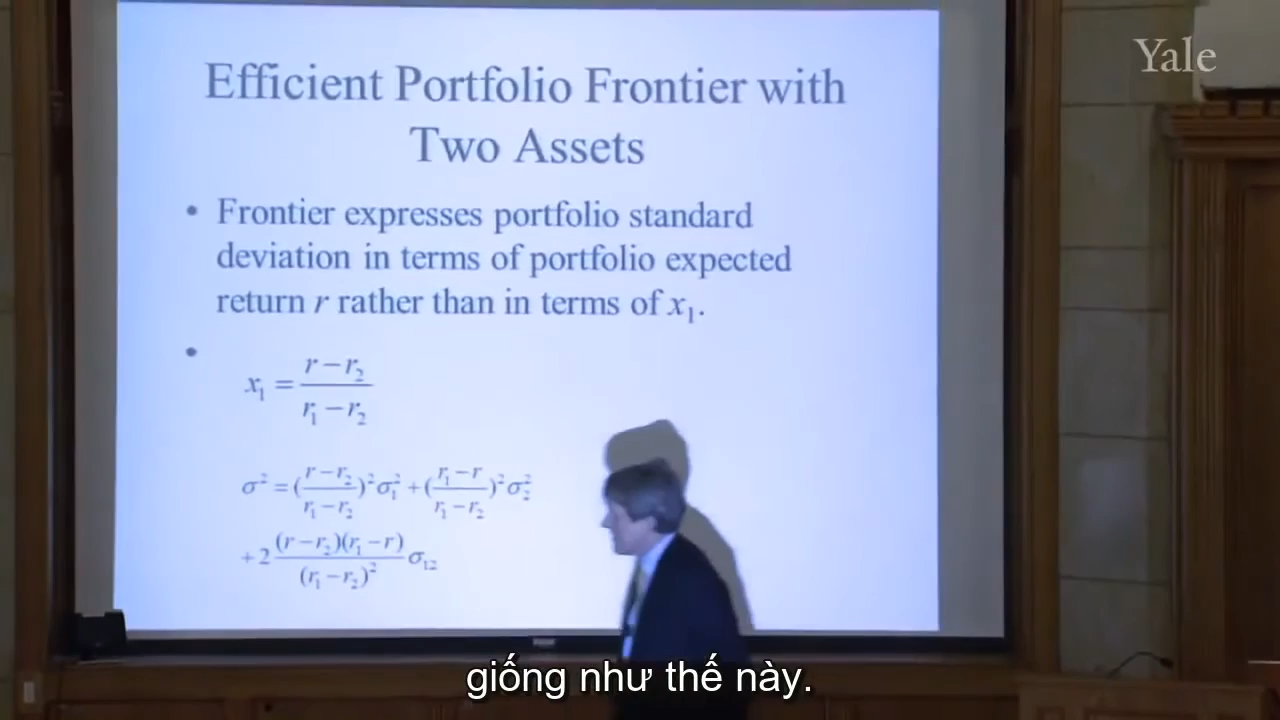 Yale
Efficient Portfolio Frontier with
Two Assets
• Frontier expresses portfolio standard
deviation in terms of portfolio expected
return r rather than in terms of x₁.
•
x₁ = (r − r₂)/(r₁ − r₂)
σ² = ((r − r₂)/(r₁ − r₂))²σ₁² + ((r₁ − r)/(r₁ − r₂))²σ₂²
+ 2 (r − r₂)(r₁ − r)/(r₁ − r₂)² σ₁₂
giống như thế này.